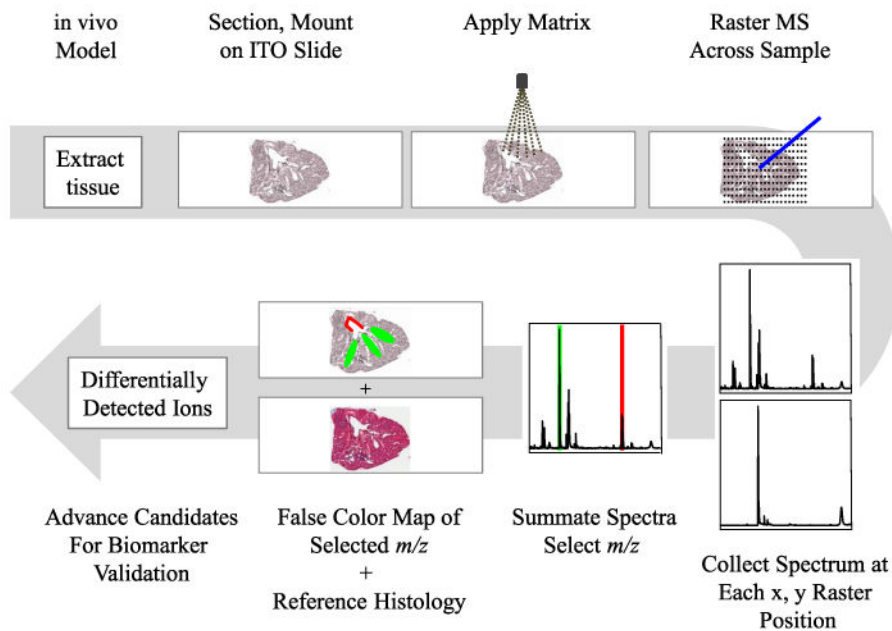 in vivo
Model
Section, Mount
on ITO Slide
Apply Matrix
Raster MS
Across Sample
Extract
tissue
Differentially
Detected Ions
+
Advance Candidates
For Biomarker
Validation
False Color Map of
Selected m/z
+
Reference Histology
Summate Spectra
Select m/z
Collect Spectrum at
Each x, y Raster
Position